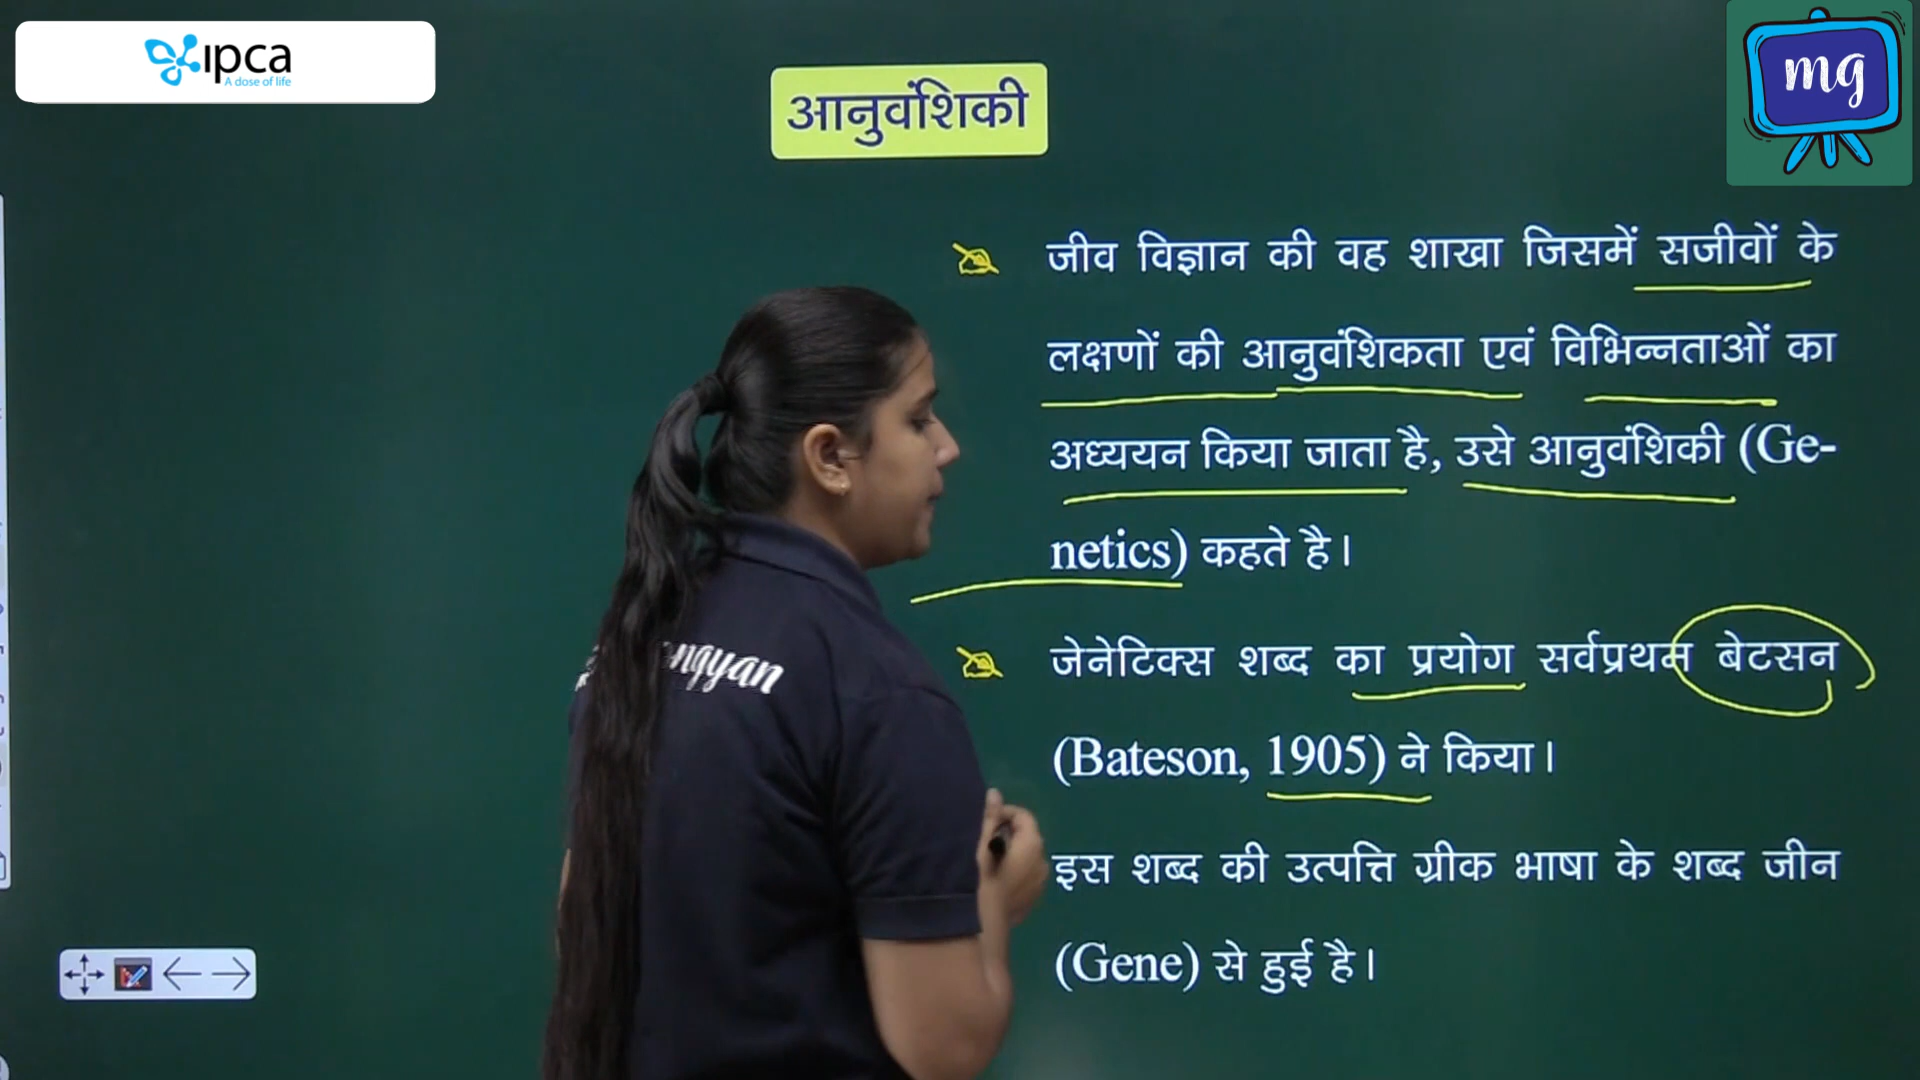 ıpca
A dose of life
mg
आनुवंशिकी
जीव विज्ञान की वह शाखा जिसमें सजीवों के
लक्षणों की आनुवंशिकता एवं विभिन्नताओं का
अध्ययन किया जाता है, उसे आनुवंशिकी (Ge-
netics) कहते है।
जेनेटिक्स शब्द का प्रयोग सर्वप्रथम बेटसन
(Bateson, 1905) ने किया।
इस शब्द की उत्पत्ति ग्रीक भाषा के शब्द जीन
(Gene) से हुई है।